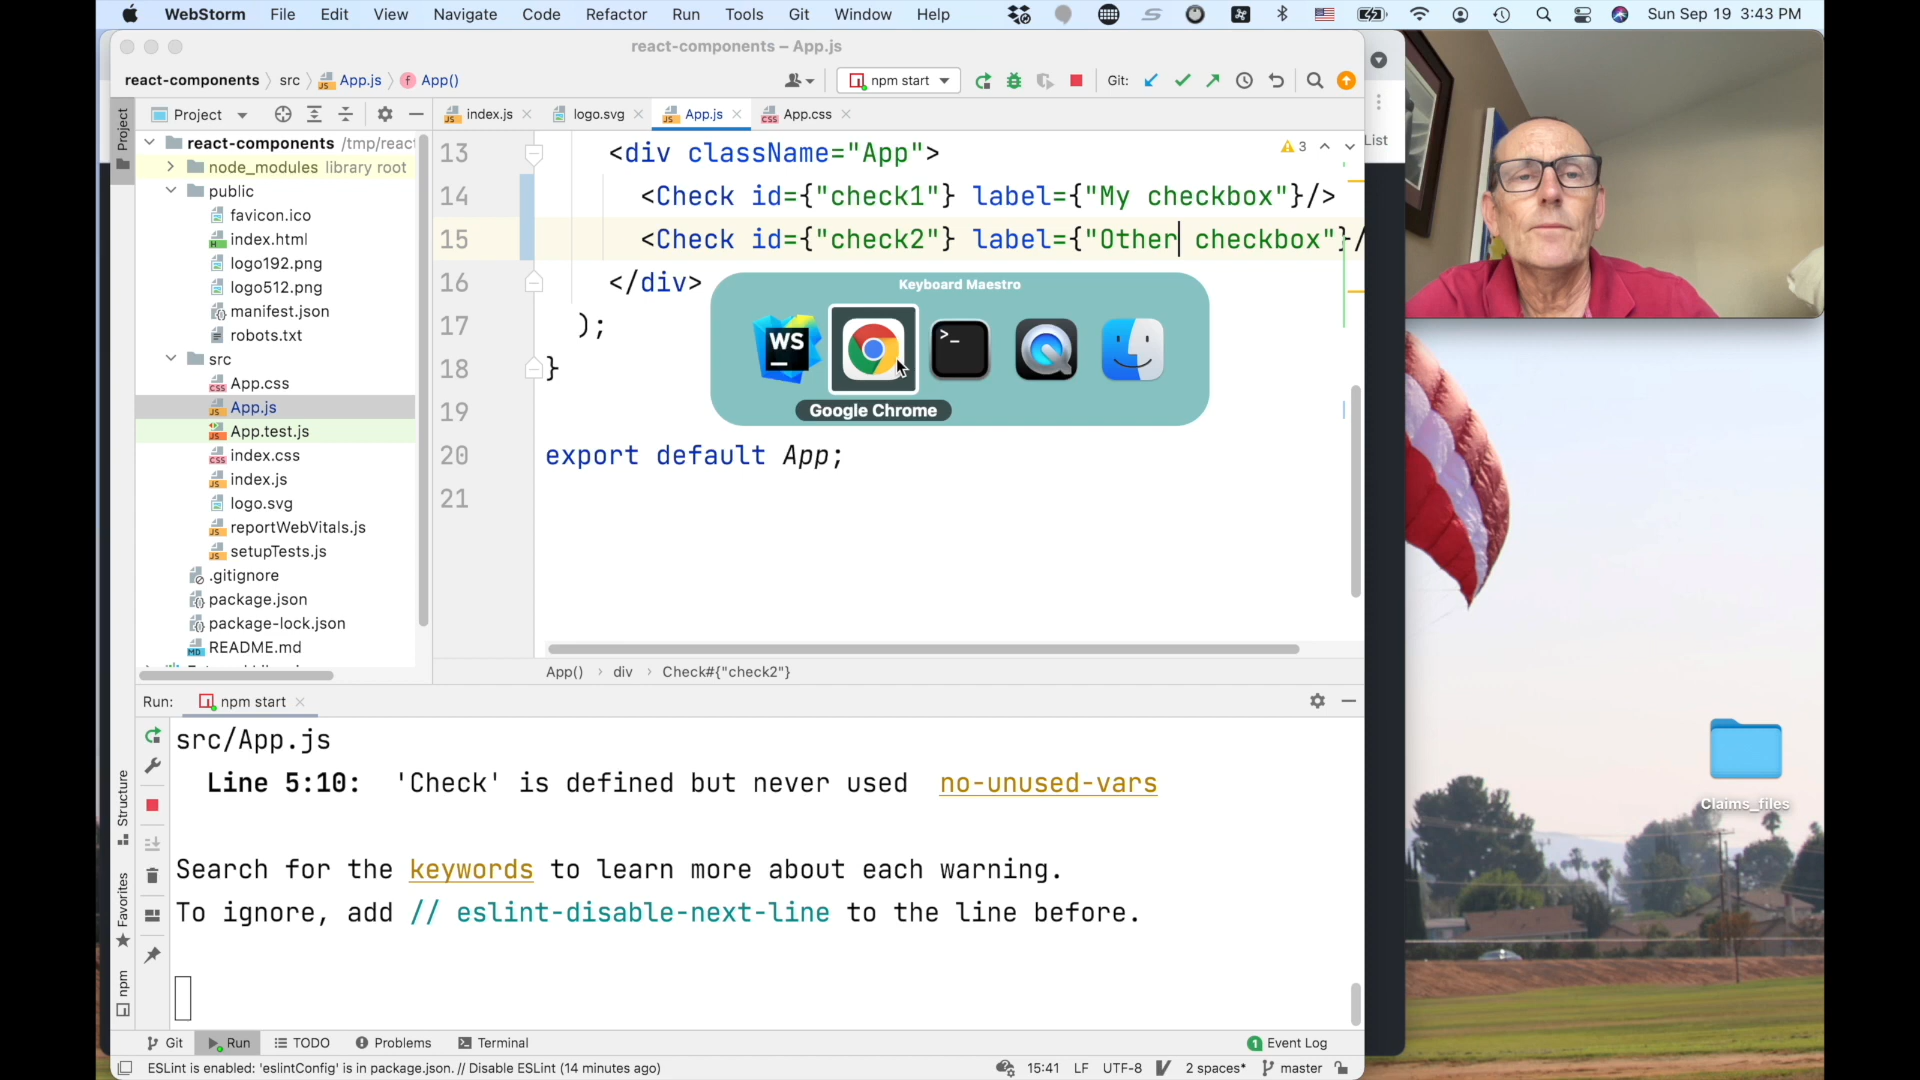 WebStorm File Edit View Navigate Code Refactor Run Tools Git Window Help Sun Sep 19 3:43 PM
react-components – App.js
react-components src App.js App() npm start Git:
Project index.js logo.svg App.js App.css
List
Project
react-components /tmp/react
node_modules library root
public
favicon.ico
index.html
logo192.png
logo512.png
manifest.json
robots.txt
src
App.css
App.js
App.test.js
index.css
index.js
logo.svg
reportWebVitals.js
setupTests.js
.gitignore
package.json
package-lock.json
README.md
13 <div className="App">
3
14 <Check id={"check1"} label={"My checkbox"}/>
15 <Check id={"check2"} label={"Other checkbox"}/
16 </div>
17 );
18 }
19
20 export default App;
21
Keyboard Maestro
WS
Google Chrome
App() div Check#{"check2"}
Run: npm start
src/App.js
Line 5:10: 'Check' is defined but never used no-unused-vars
Search for the keywords to learn more about each warning.
To ignore, add // eslint-disable-next-line to the line before.
Structure
Favorites
npm
Claims_files
Git Run TODO Problems Terminal 1 Event Log
ESLint is enabled: 'eslintConfig' is in package.json. // Disable ESLint (14 minutes ago) 15:41 LF UTF-8 2 spaces* master